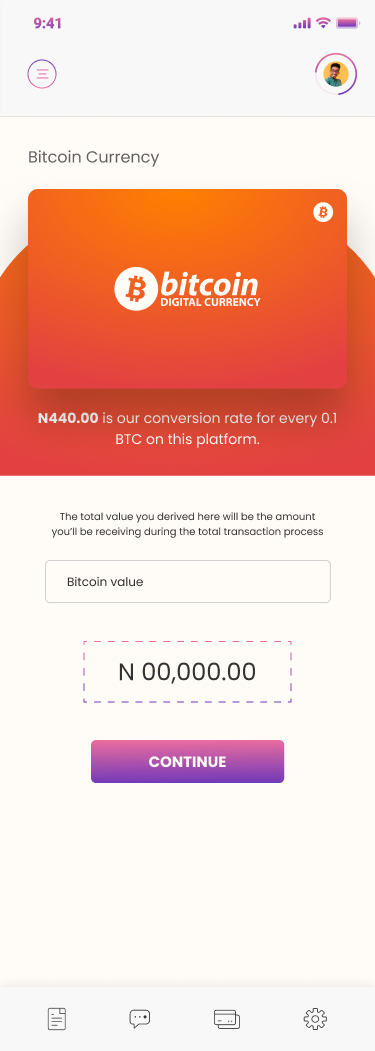 9:41
Bitcoin Currency
bitcoin
DIGITAL CURRENCY
N440.00 is our conversion rate for every 0.1
BTC on this platform.
The total value you derived here will be the amount
you’ll be receiving during the total transaction process
Bitcoin value
N 00,000.00
CONTINUE